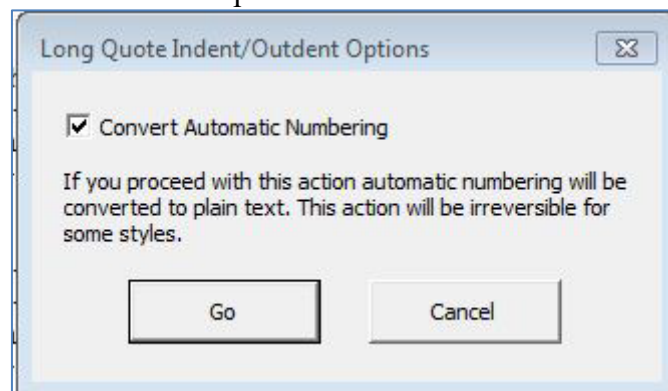 Long Quote Indent/Outdent Options
Convert Automatic Numbering
If you proceed with this action automatic numbering will be
converted to plain text. This action will be irreversible for
some styles.
Go Cancel